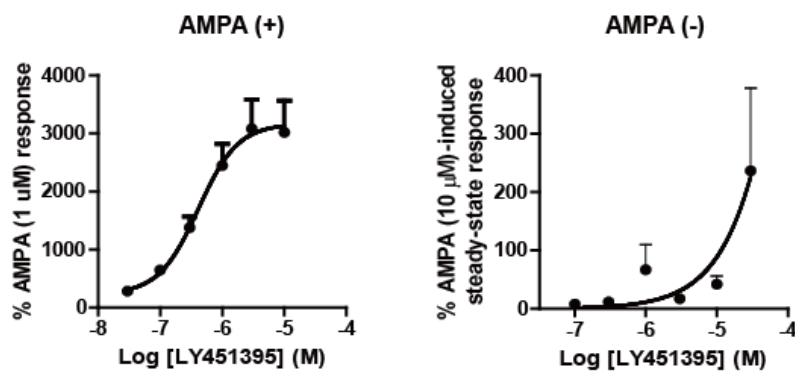 AMPA (+)
% AMPA (1 uM) response
4000
3000
2000
1000
0
-8 -7 -6 -5 -4
Log [LY451395] (M)
AMPA (-)
% AMPA (10 μM)-induced
steady-state response
400
300
200
100
0
-7 -6 -5 -4
Log [LY451395] (M)